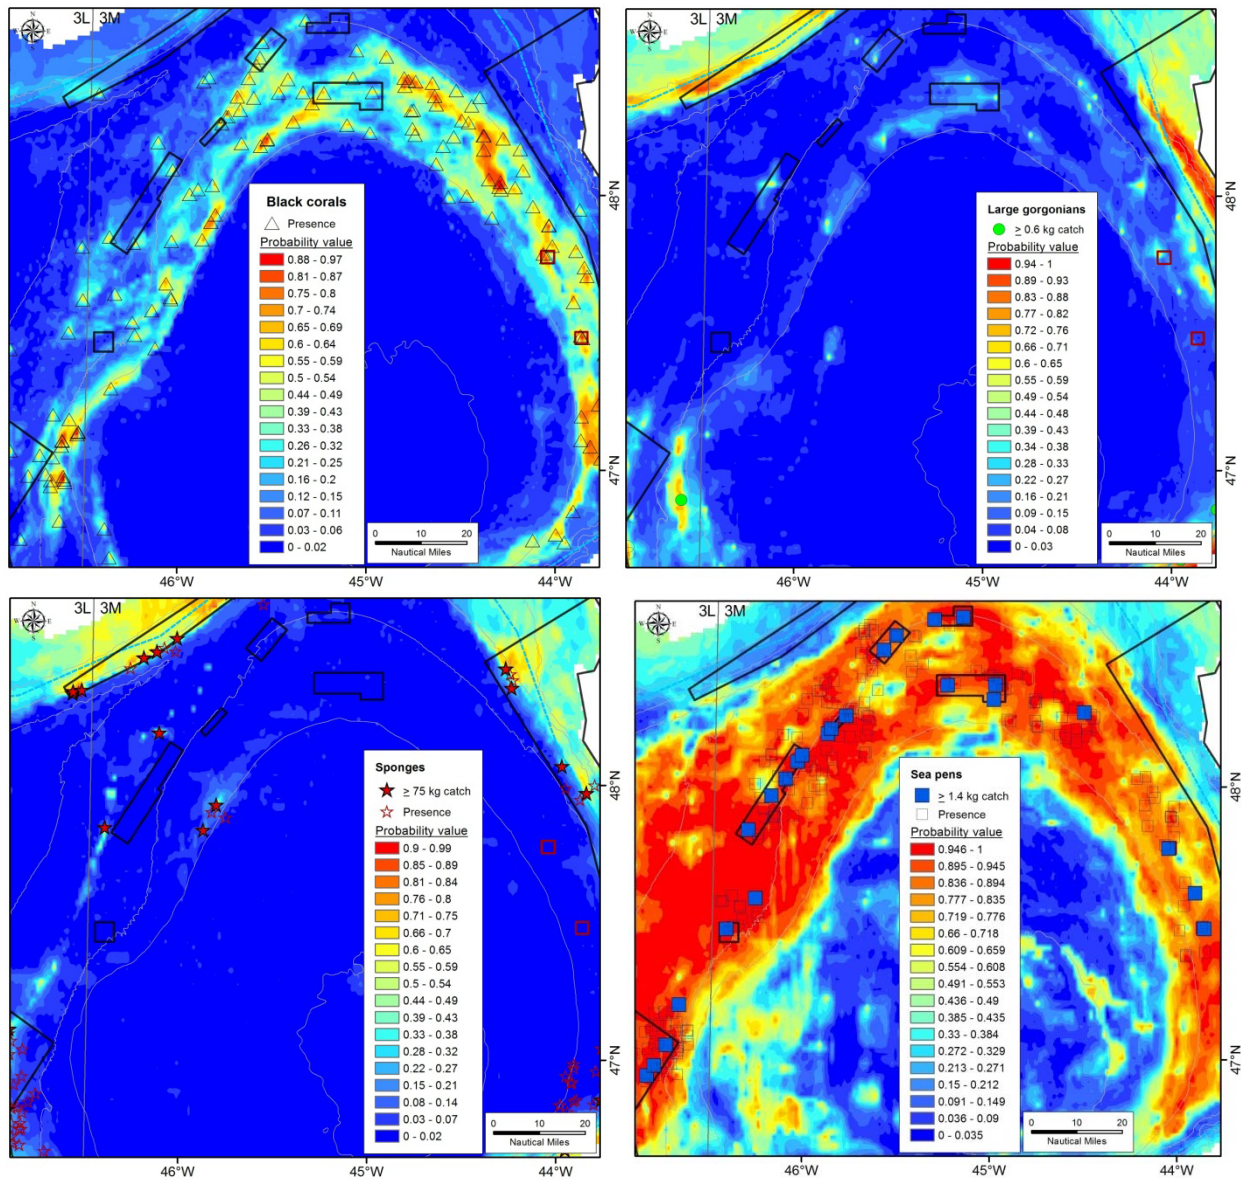 3L 3M
N
W E
S
Black corals
Presence
Probability value
0.88 - 0.97
0.81 - 0.87
0.75 - 0.8
0.7 - 0.74
0.65 - 0.69
0.6 - 0.64
0.55 - 0.59
0.5 - 0.54
0.44 - 0.49
0.39 - 0.43
0.33 - 0.38
0.26 - 0.32
0.21 - 0.25
0.16 - 0.2
0.12 - 0.15
0.07 - 0.11
0.03 - 0.06
0 - 0.02
0 10 20
Nautical Miles
48°N
47°N
46°W 45°W 44°W
3L 3M
N
W E
S
Large gorgonians
≥ 0.6 kg catch
Probability value
0.94 - 1
0.89 - 0.93
0.83 - 0.88
0.77 - 0.82
0.72 - 0.76
0.66 - 0.71
0.6 - 0.65
0.55 - 0.59
0.49 - 0.54
0.44 - 0.48
0.39 - 0.43
0.34 - 0.38
0.28 - 0.33
0.22 - 0.27
0.16 - 0.21
0.09 - 0.15
0.04 - 0.08
0 - 0.03
0 10 20
Nautical Miles
48°N
47°N
46°W 45°W 44°W
3L 3M
N
W E
S
Sponges
≥ 75 kg catch
Presence
Probability value
0.9 - 0.99
0.85 - 0.89
0.81 - 0.84
0.76 - 0.8
0.71 - 0.75
0.66 - 0.7
0.6 - 0.65
0.55 - 0.59
0.5 - 0.54
0.44 - 0.49
0.39 - 0.43
0.33 - 0.38
0.28 - 0.32
0.22 - 0.27
0.15 - 0.21
0.08 - 0.14
0.03 - 0.07
0 - 0.02
0 10 20
Nautical Miles
48°N
47°N
46°W 45°W 44°W
3L 3M
N
W E
S
Sea pens
≥ 1.4 kg catch
Presence
Probability value
0.946 - 1
0.895 - 0.945
0.836 - 0.894
0.777 - 0.835
0.719 - 0.776
0.66 - 0.718
0.609 - 0.659
0.554 - 0.608
0.491 - 0.553
0.436 - 0.49
0.385 - 0.435
0.33 - 0.384
0.272 - 0.329
0.213 - 0.271
0.15 - 0.212
0.091 - 0.149
0.036 - 0.09
0 - 0.035
0 10 20
Nautical Miles
48°N
47°N
46°W 45°W 44°W